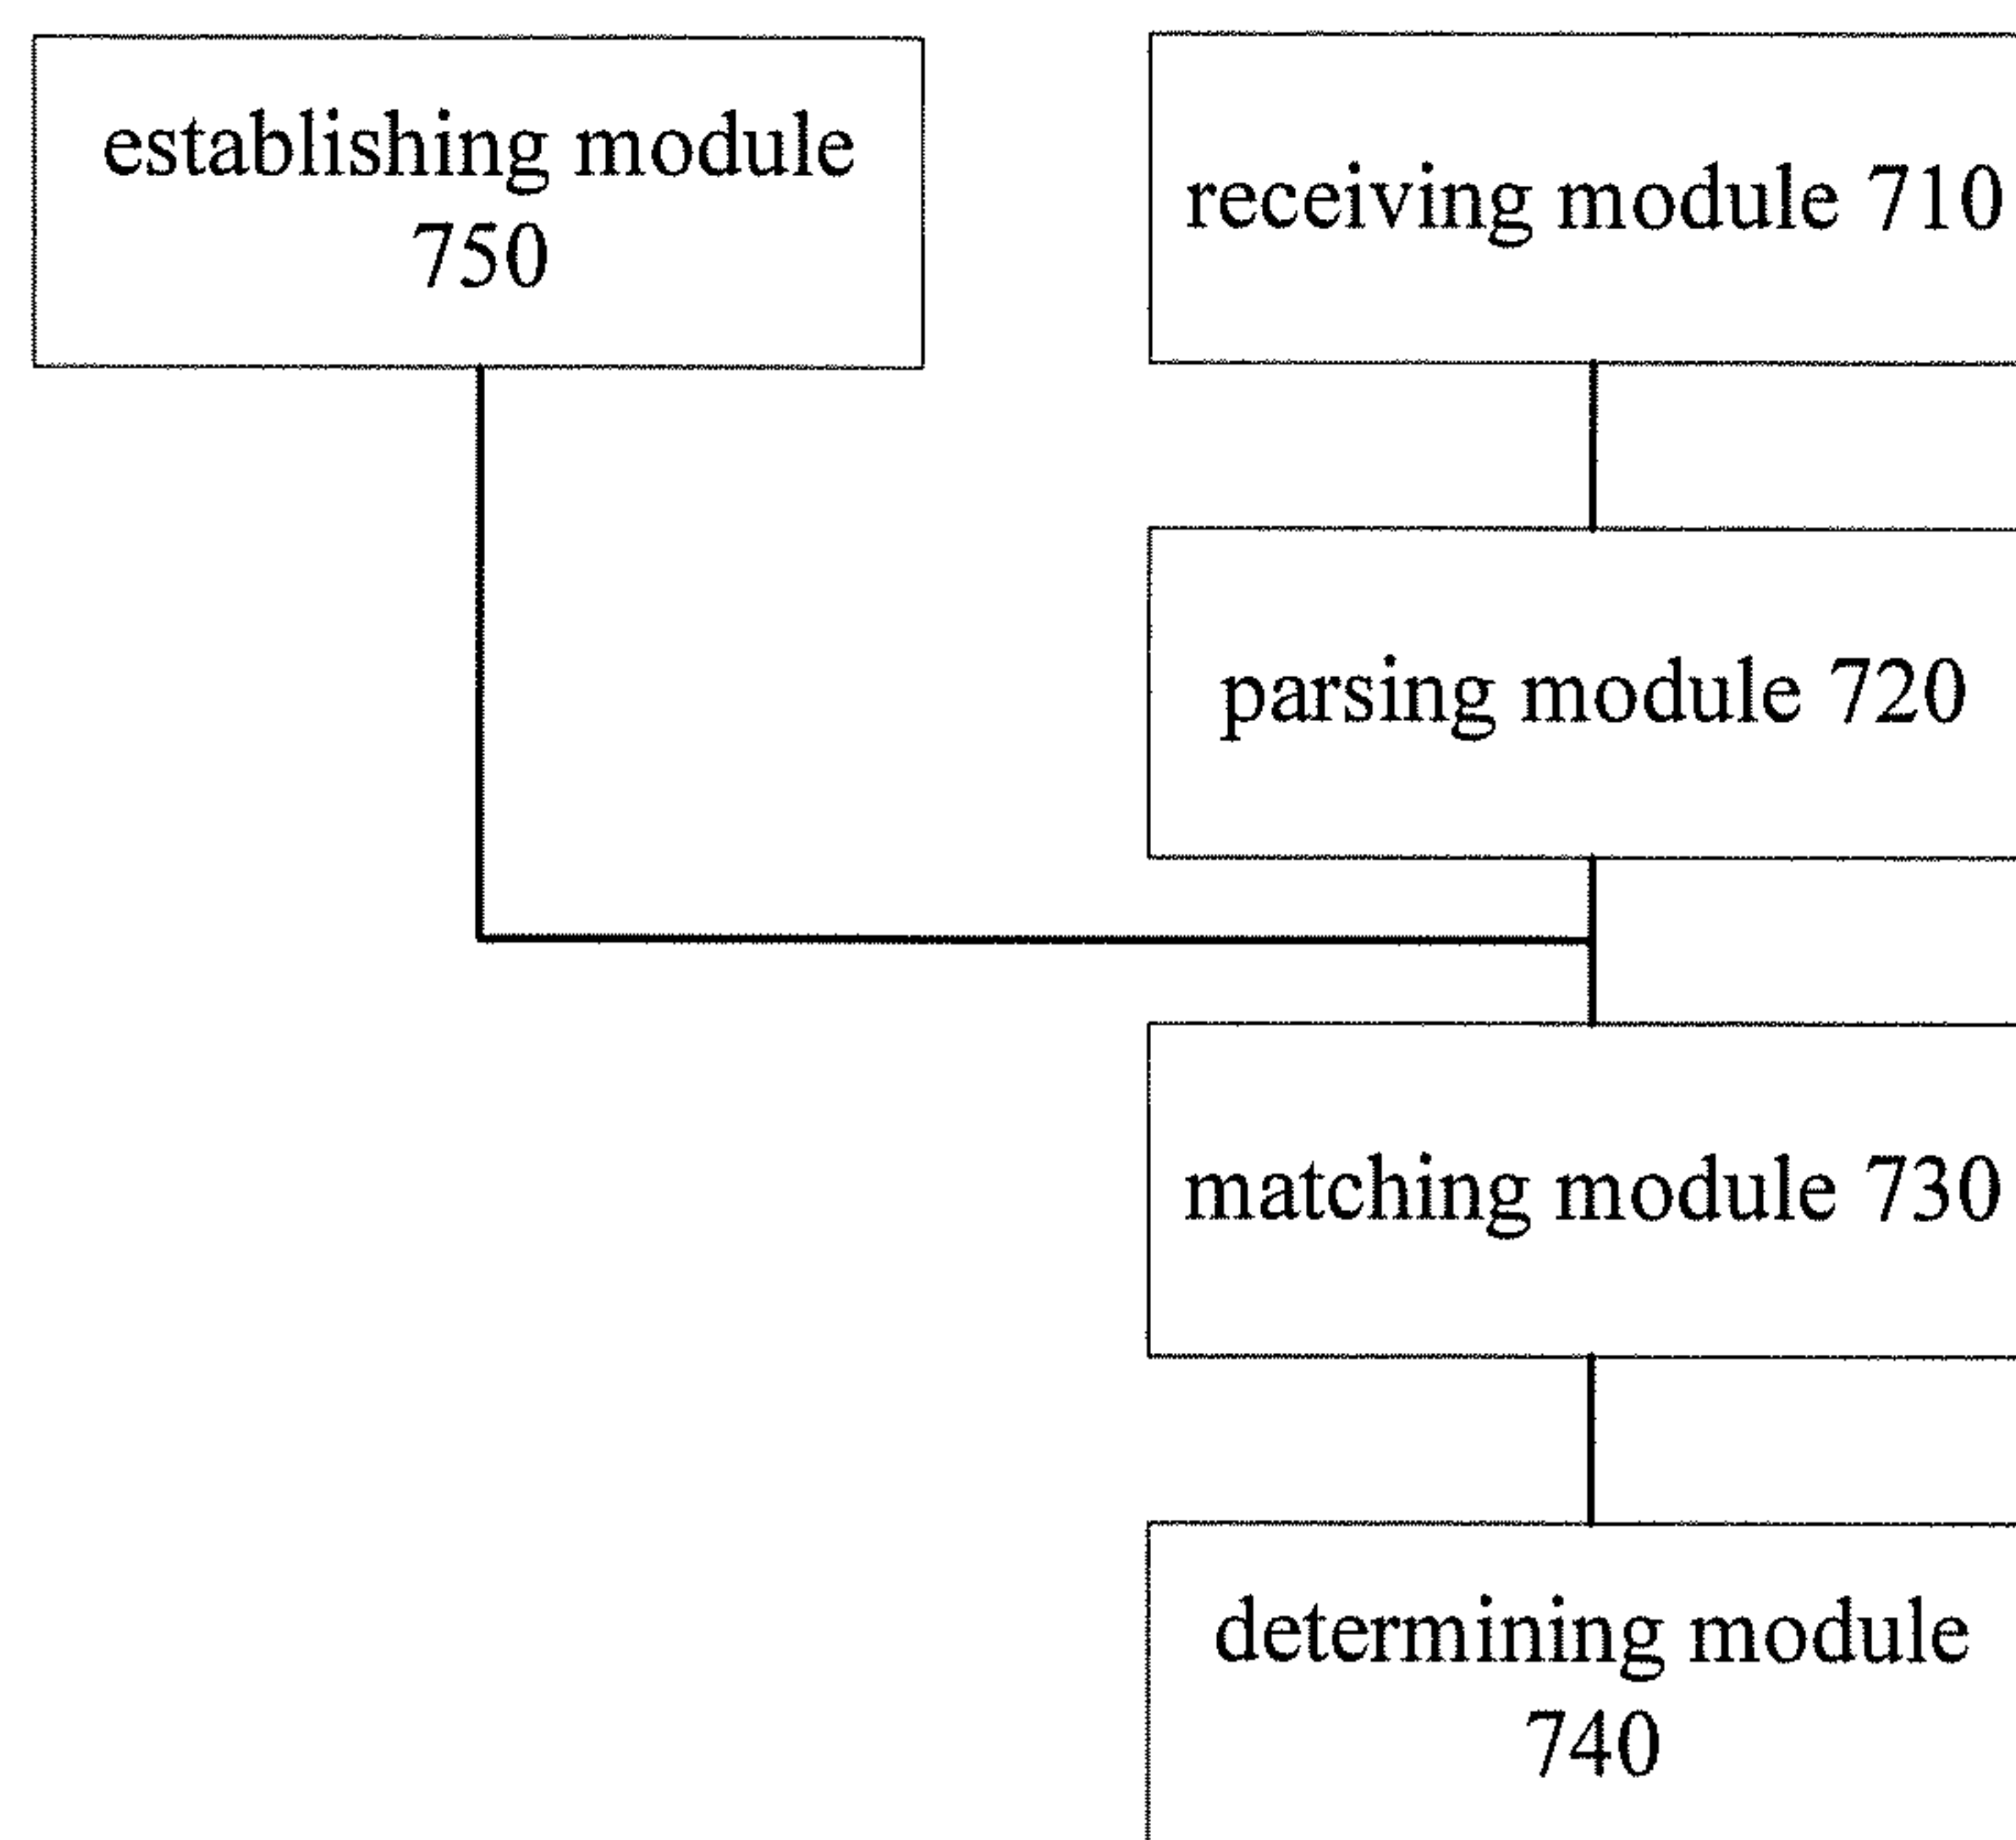 establishing module
750
receiving module 710
parsing module 720
matching module 730
determining module
740